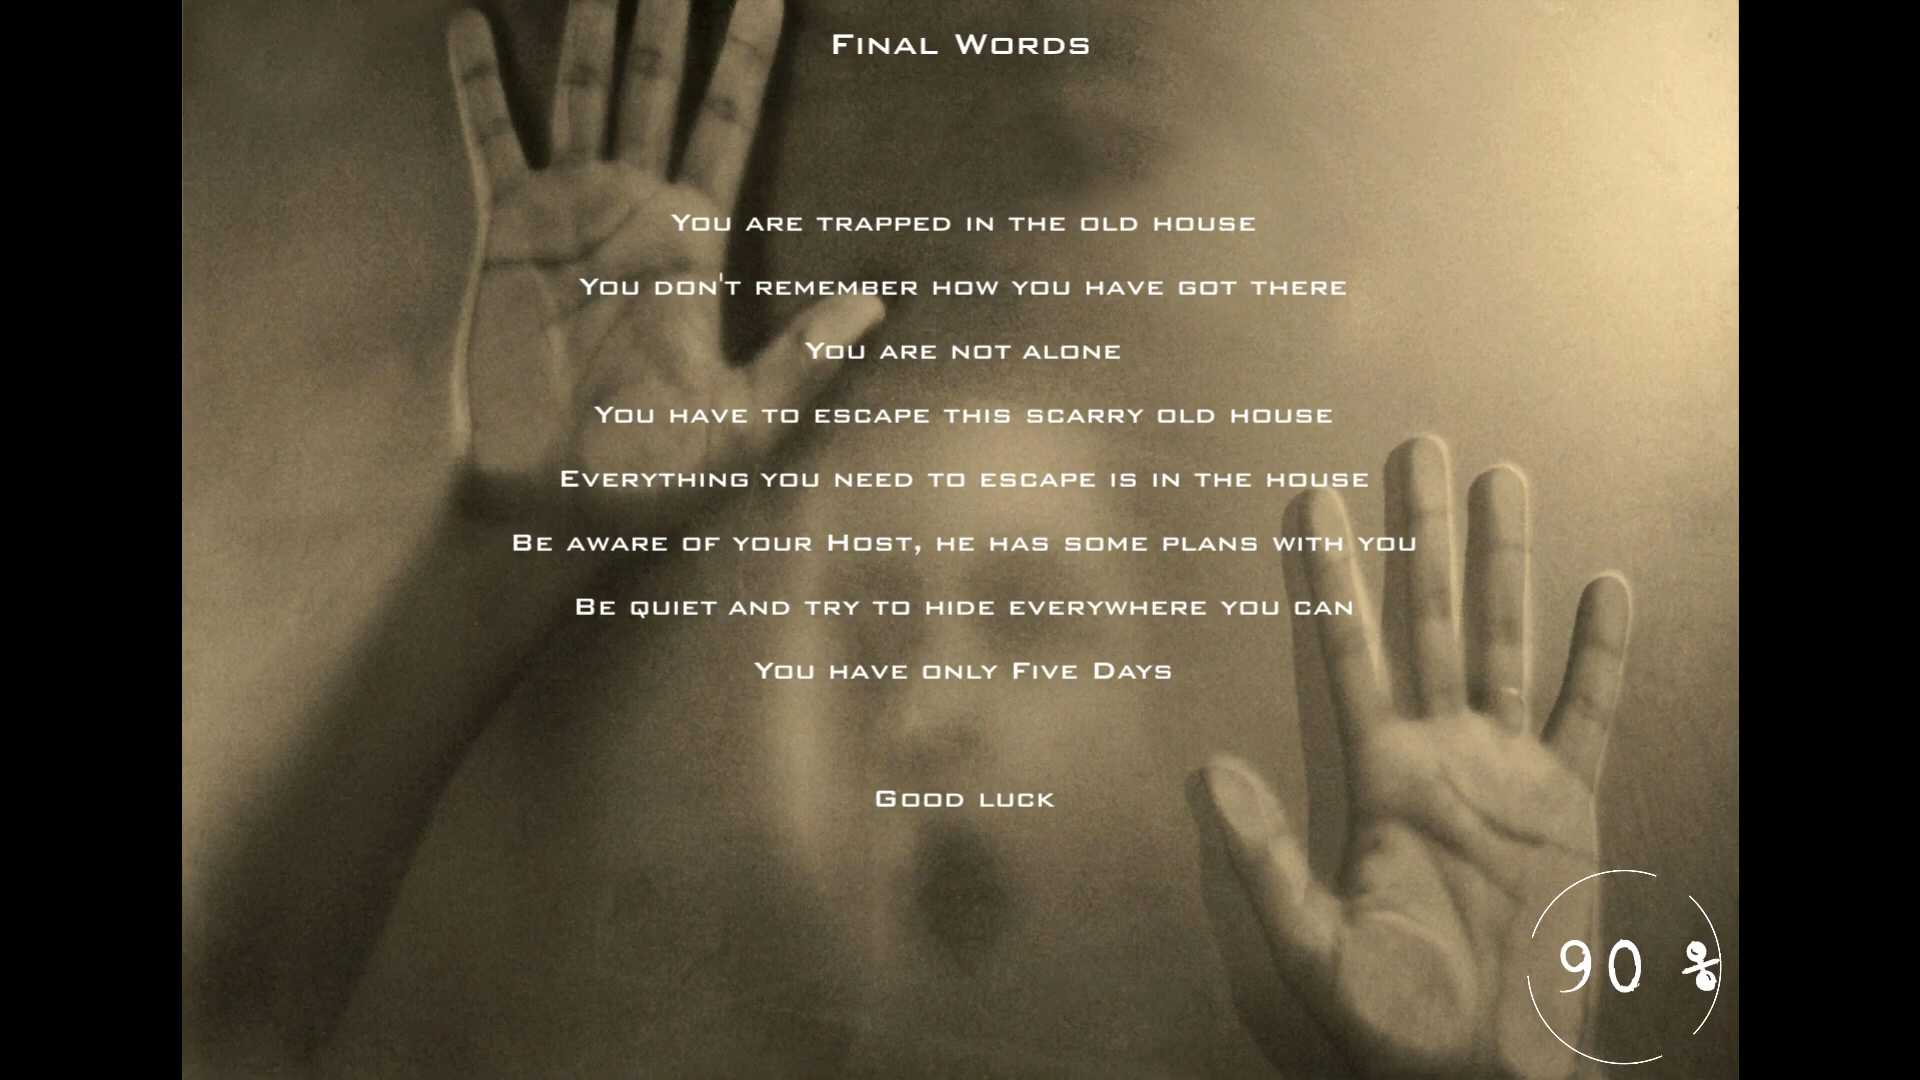 Final Words
You are trapped in the old house
You don't remember how you have got there
You are not alone
You have to escape this scarry old house
Everything you need to escape is in the house
Be aware of your Host, he has some plans with you
Be quiet and try to hide everywhere you can
You have only Five Days
Good luck
90 %